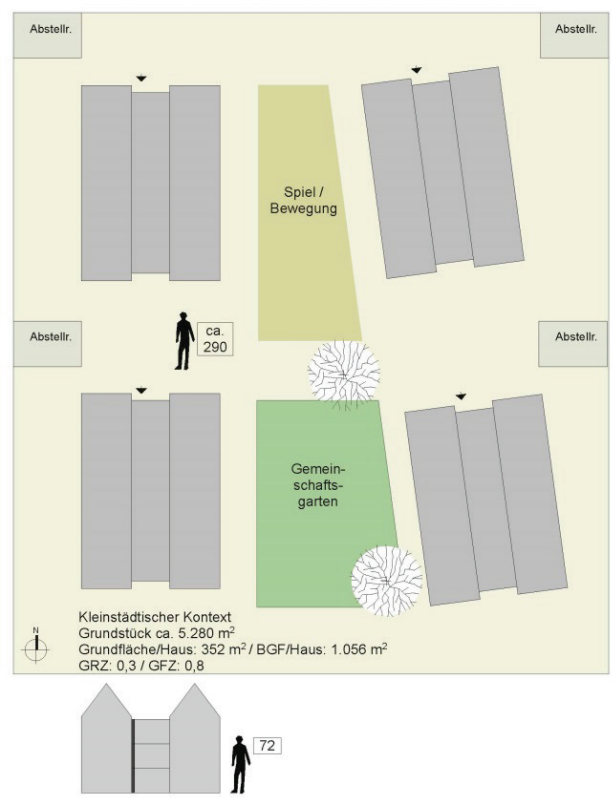 Abstellr.
Abstellr.
Spiel /
Bewegung
Abstellr.
ca.
290
Abstellr.
Gemein-
schafts-
garten
N
Kleinstädtischer Kontext
Grundstück ca. 5.280 m²
Grundfläche/Haus: 352 m² / BGF/Haus: 1.056 m²
GRZ: 0,3 / GFZ: 0,8
72